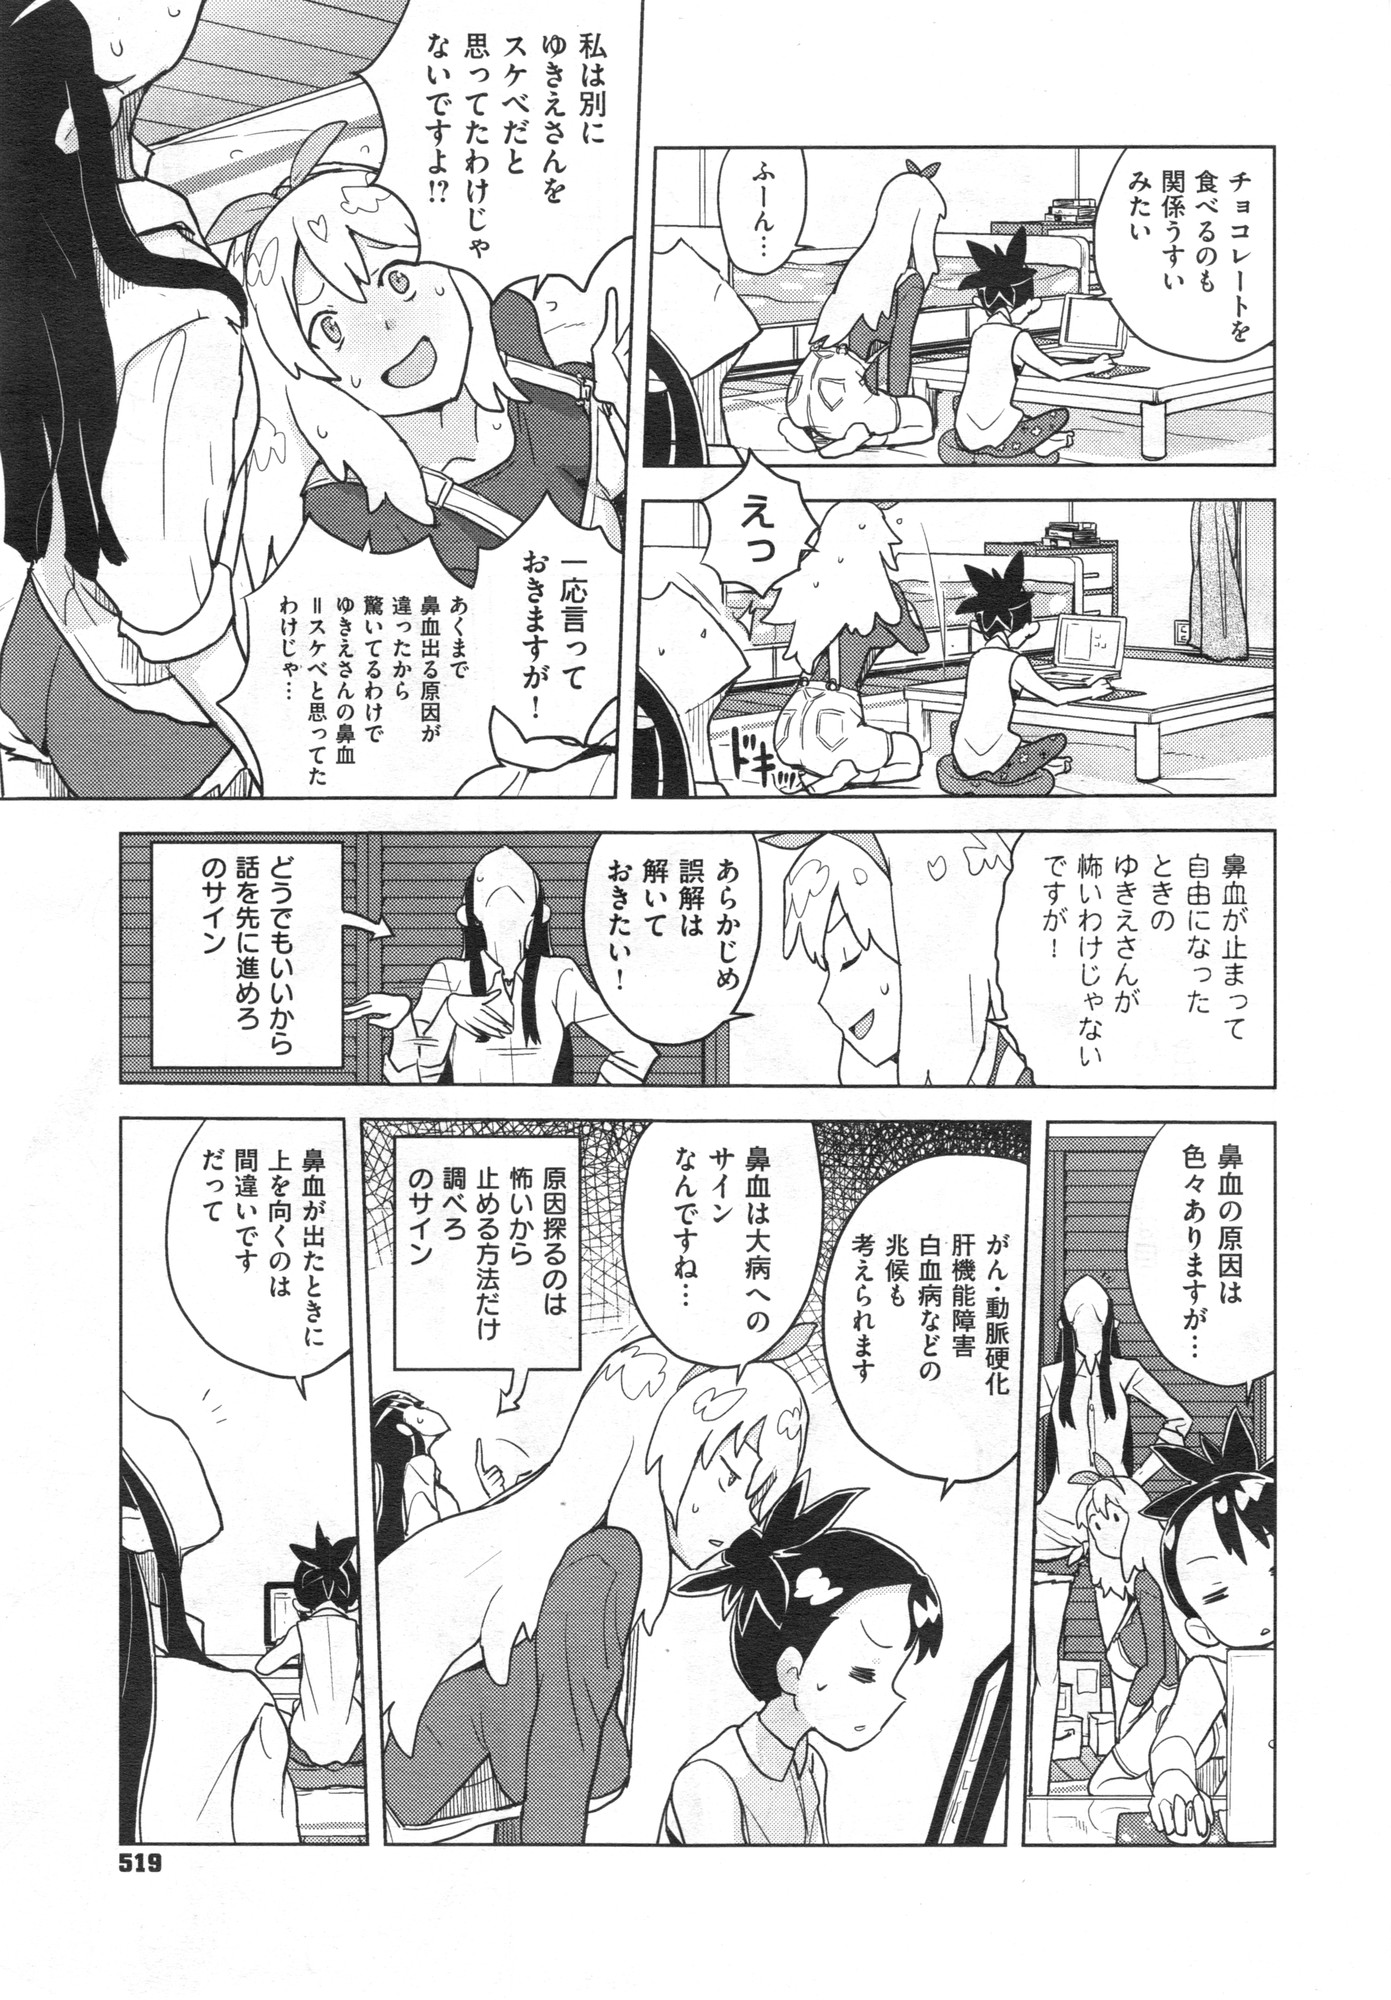 チョコレートを
食べるのも
関係うすい
みたい
ふーん…
えっ
ドキッ
私は別に
ゆきえさんを
スケベだと
思ってたわけじゃ
ないですよ!?
一応言って
おきますが!
あくまで
鼻血出る原因が
違ったから
驚いてるわけで
ゆきえさんの鼻血
＝スケベと思ってた
わけじゃ…
鼻血が止まって
自由になった
ときの
ゆきえさんが
怖いわけじゃない
ですが!
あらかじめ
誤解は
解いて
おきたい!
どうでもいいから
話を先に進めろ
のサイン
鼻血の原因は
色々ありますが…
がん・動脈硬化
肝機能障害
白血病などの
兆候も
考えられます
鼻血は大病への
サイン
なんですね…
原因探るのは
怖いから
止める方法だけ
調べろ
のサイン
鼻血が出たときに
上を向くのは
間違いです
だって
519